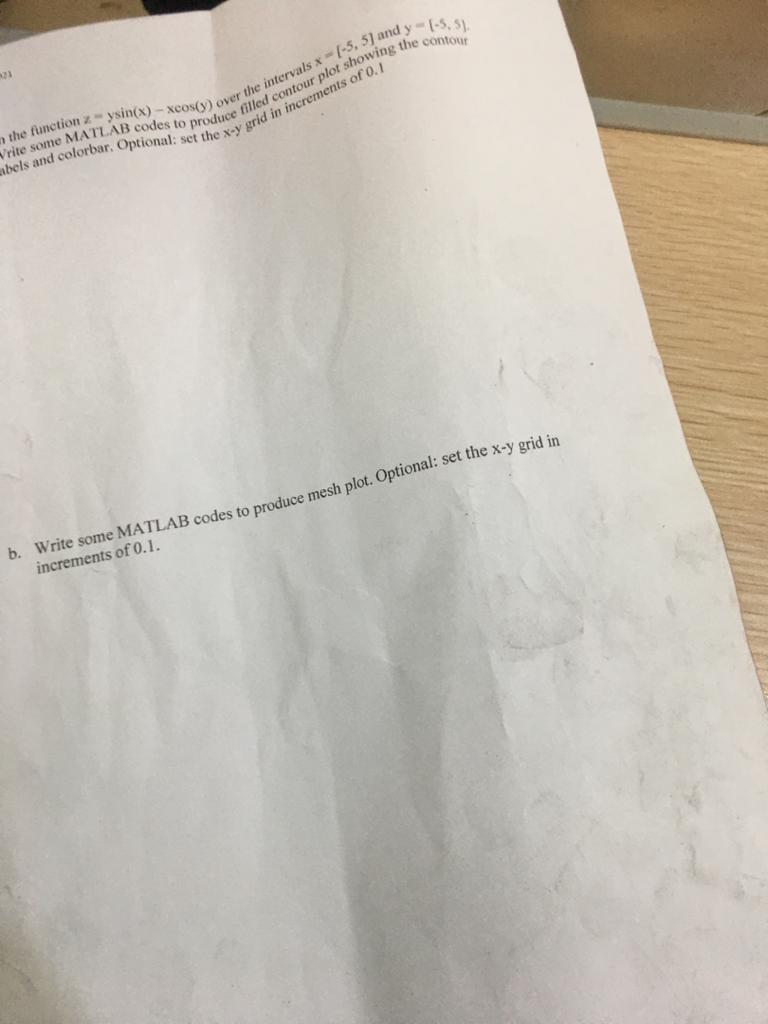 021
the function z = ysin(x) – xcos(y) over the intervals x = [-5, 5] and y = [-5, 5].
Write some MATLAB codes to produce filled contour plot showing the contour
abels and colorbar. Optional: set the x-y grid in increments of 0.1
b. Write some MATLAB codes to produce mesh plot. Optional: set the x-y grid in
increments of 0.1.